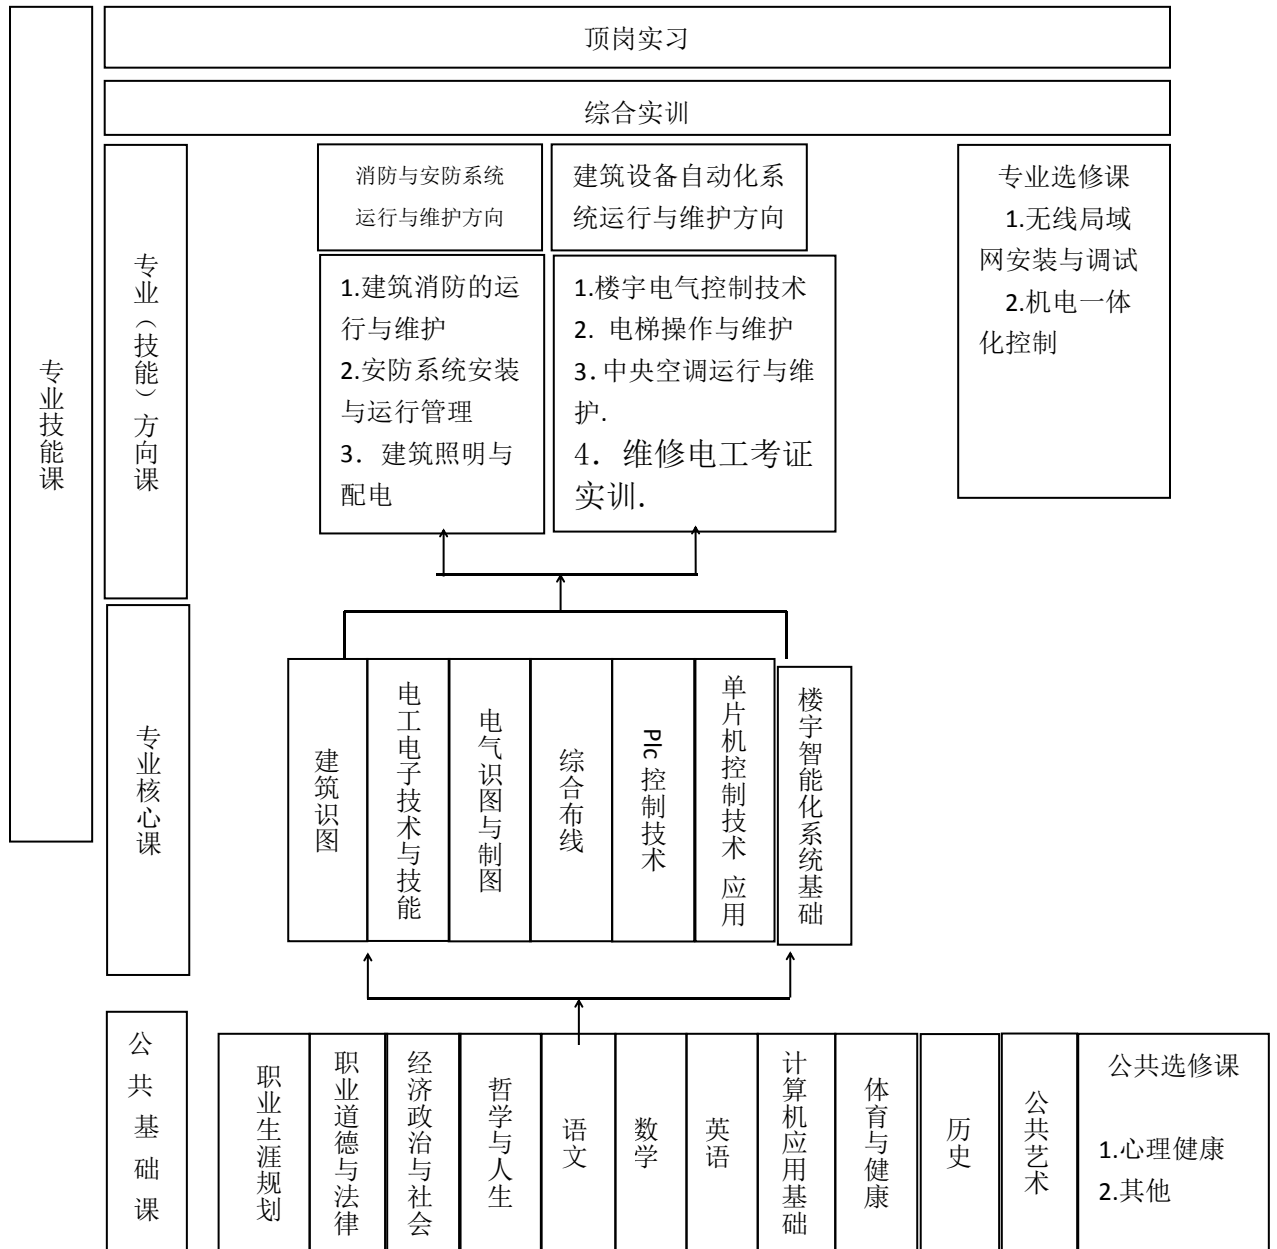 顶岗实习
综合实训
专业技能课
专业（技能）方向课
消防与安防系统
运行与维护方向
建筑设备自动化系
统运行与维护方向
专业选修课
1.无线局域
网安装与调试
2.机电一体
化控制
1.建筑消防的运
行与维护
2.安防系统安装
与运行管理
3. 建筑照明与
配电
1.楼宇电气控制技术
2. 电梯操作与维护
3.中央空调运行与维
护.
4. 维修电工考证
实训.
专业核心课
建筑识图
电工电子技术与技能
电气识图与制图
综合布线
Plc 控制技术
单片机控制技术 应用
楼宇智能化系统基础
公共基础课
职业生涯规划
职业道德与法律
经济政治与社会
哲学与人生
语文
数学
英语
计算机应用基础
体育与健康
历史
公共艺术
公共选修课
1.心理健康
2.其他